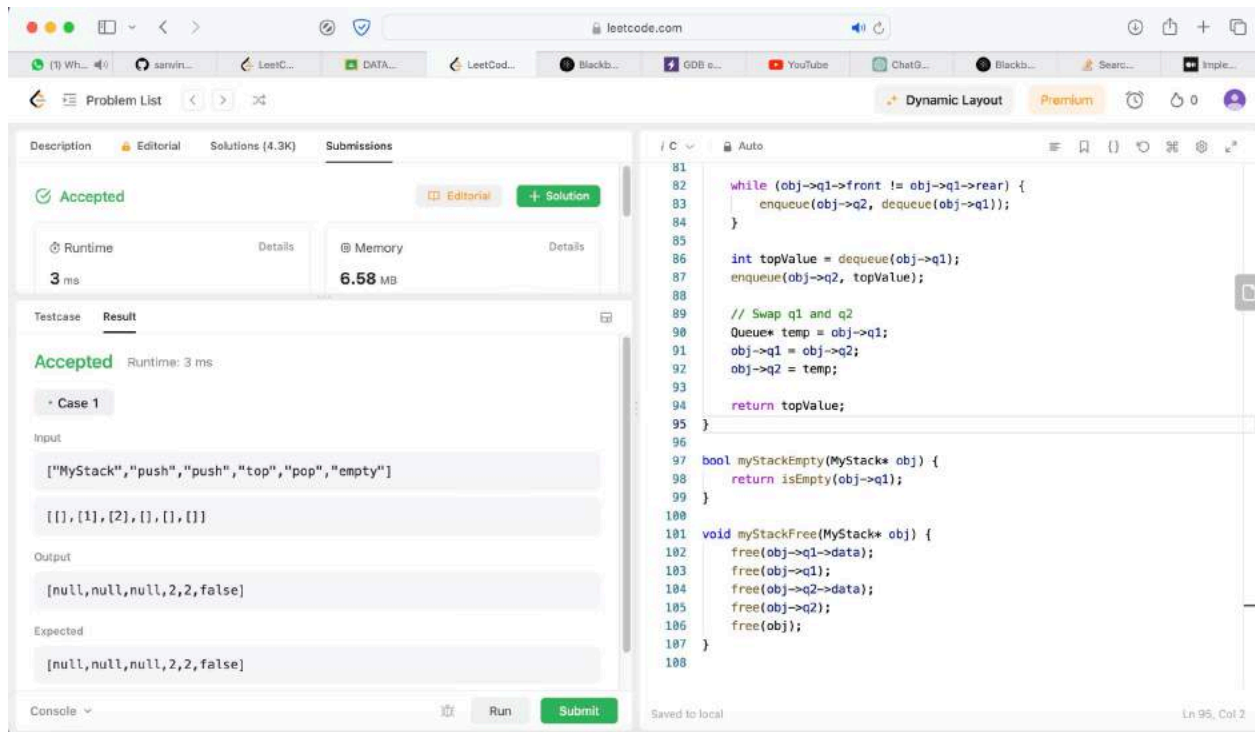 leetcode.com
(1) Wh...
sanvin...
LeetC...
DATA...
LeetCod...
Blackb...
GDB o...
YouTube
ChatG...
Blackb...
Searc...
Imple...
Problem List
Dynamic Layout
Premium
0
Description
Editorial
Solutions (4.3K)
Submissions
Accepted
Editorial
+ Solution
Runtime
Details
3 ms
Memory
Details
6.58 MB
Testcase
Result
Accepted
Runtime: 3 ms
• Case 1
Input
["MyStack","push","push","top","pop","empty"]
[[],[1],[2],[],[],[]]
Output
[null,null,null,2,2,false]
Expected
[null,null,null,2,2,false]
Console
Run
Submit
i C
Auto
81
82 while (obj->q1->front != obj->q1->rear) {
83 enqueue(obj->q2, dequeue(obj->q1));
84 }
85
86 int topValue = dequeue(obj->q1);
87 enqueue(obj->q2, topValue);
88
89 // Swap q1 and q2
90 Queue* temp = obj->q1;
91 obj->q1 = obj->q2;
92 obj->q2 = temp;
93
94 return topValue;
95 }
96
97 bool myStackEmpty(MyStack* obj) {
98 return isEmpty(obj->q1);
99 }
100
101 void myStackFree(MyStack* obj) {
102 free(obj->q1->data);
103 free(obj->q1);
104 free(obj->q2->data);
105 free(obj->q2);
106 free(obj);
107 }
108
Saved to local
Ln 95, Col 2